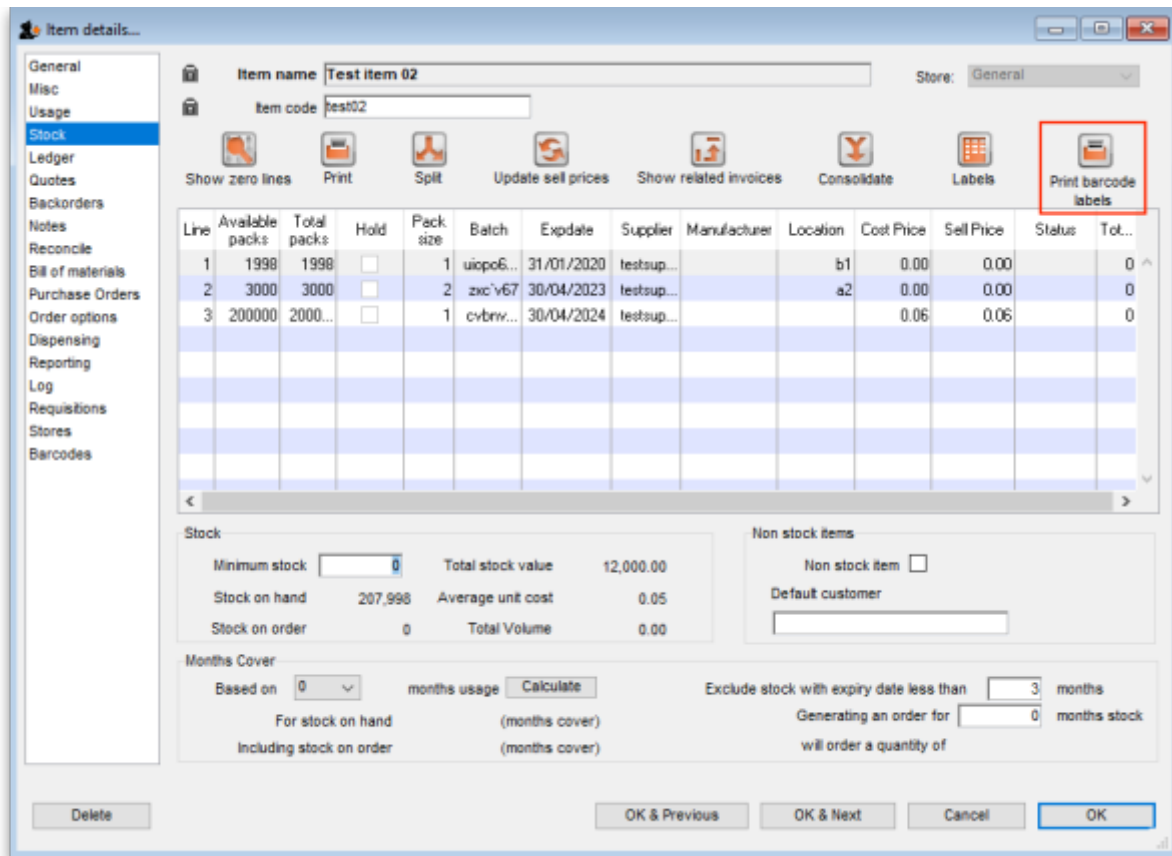 Item details...
General
Misc
Usage
Stock
Ledger
Quotes
Backorders
Notes
Reconcile
Bill of materials
Purchase Orders
Order options
Dispensing
Reporting
Log
Requisitions
Stores
Barcodes
Item name Test item 02 Store: General
Item code test02
Show zero lines Print Split Update sell prices Show related invoices Consolidate Labels Print barcode labels
Line Available packs Total packs Hold Pack size Batch Expdate Supplier Manufacturer Location Cost Price Sell Price Status Tot...
1 1998 1998 1 uiopo6... 31/01/2020 testsup... b1 0.00 0.00 0
2 3000 3000 2 zxc`v67 30/04/2023 testsup... a2 0.00 0.00 0
3 200000 2000... 1 cvbnv... 30/04/2024 testsup... 0.06 0.06 0
Stock
Minimum stock 0 Total stock value 12,000.00
Stock on hand 207,998 Average unit cost 0.05
Stock on order 0 Total Volume 0.00
Non stock items
Non stock item
Default customer
Months Cover
Based on 0 months usage Calculate Exclude stock with expiry date less than 3 months
For stock on hand (months cover) Generating an order for 0 months stock
Including stock on order (months cover) will order a quantity of
Delete OK & Previous OK & Next Cancel OK